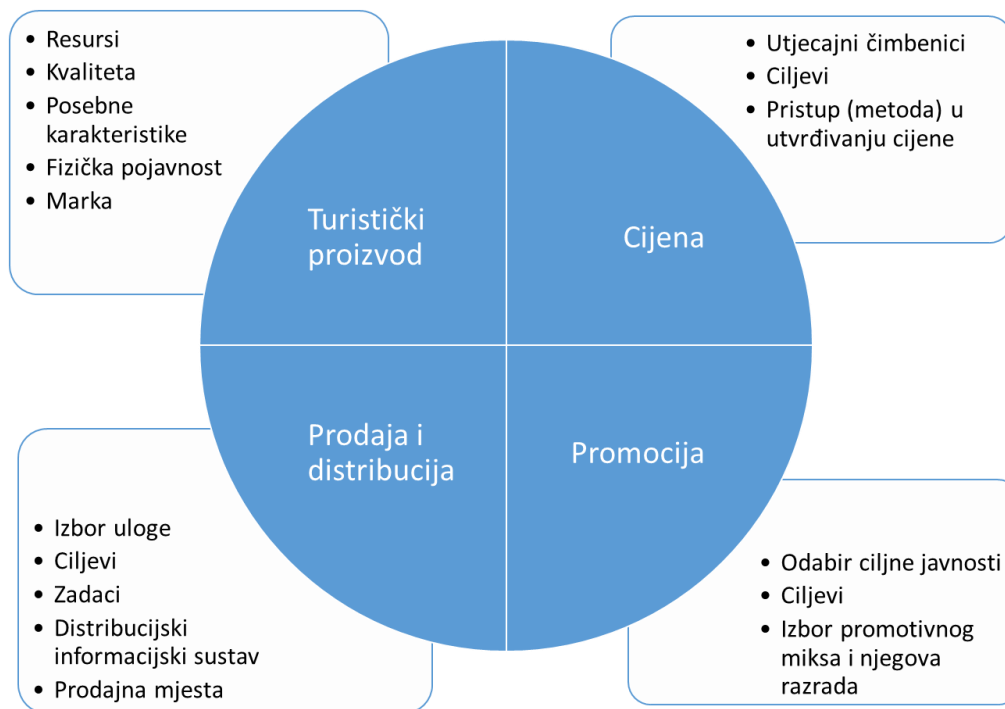 • Resursi
• Kvaliteta
• Posebne
karakteristike
• Fizička pojavnost
• Marka
• Utjecajni čimbenici
• Ciljevi
• Pristup (metoda) u
utvrđivanju cijene
Turistički
proizvod
Cijena
Prodaja i
distribucija
Promocija
• Izbor uloge
• Ciljevi
• Zadaci
• Distribucijski
informacijski sustav
• Prodajna mjesta
• Odabir ciljne javnosti
• Ciljevi
• Izbor promotivnog
miksa i njegova
razrada